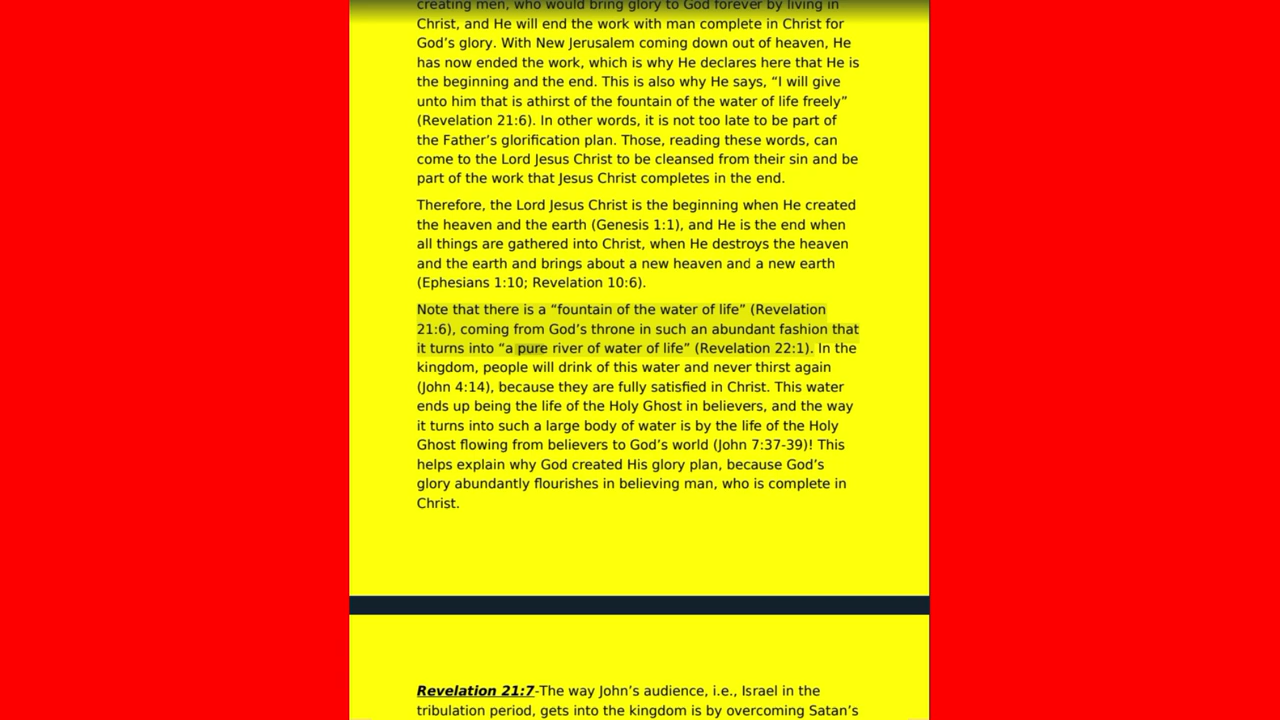 creating men, who would bring glory to God forever by living in
Christ, and He will end the work with man complete in Christ for
God’s glory. With New Jerusalem coming down out of heaven, He
has now ended the work, which is why He declares here that He is
the beginning and the end. This is also why He says, “I will give
unto him that is athirst of the fountain of the water of life freely”
(Revelation 21:6). In other words, it is not too late to be part of
the Father’s glorification plan. Those, reading these words, can
come to the Lord Jesus Christ to be cleansed from their sin and be
part of the work that Jesus Christ completes in the end.
Therefore, the Lord Jesus Christ is the beginning when He created
the heaven and the earth (Genesis 1:1), and He is the end when
all things are gathered into Christ, when He destroys the heaven
and the earth and brings about a new heaven and a new earth
(Ephesians 1:10; Revelation 10:6).
Note that there is a “fountain of the water of life” (Revelation
21:6), coming from God’s throne in such an abundant fashion that
it turns into “a pure river of water of life” (Revelation 22:1). In the
kingdom, people will drink of this water and never thirst again
(John 4:14), because they are fully satisfied in Christ. This water
ends up being the life of the Holy Ghost in believers, and the way
it turns into such a large body of water is by the life of the Holy
Ghost flowing from believers to God’s world (John 7:37-39)! This
helps explain why God created His glory plan, because God’s
glory abundantly flourishes in believing man, who is complete in
Christ.
Revelation 21:7-The way John’s audience, i.e., Israel in the
tribulation period, gets into the kingdom is by overcoming Satan’s